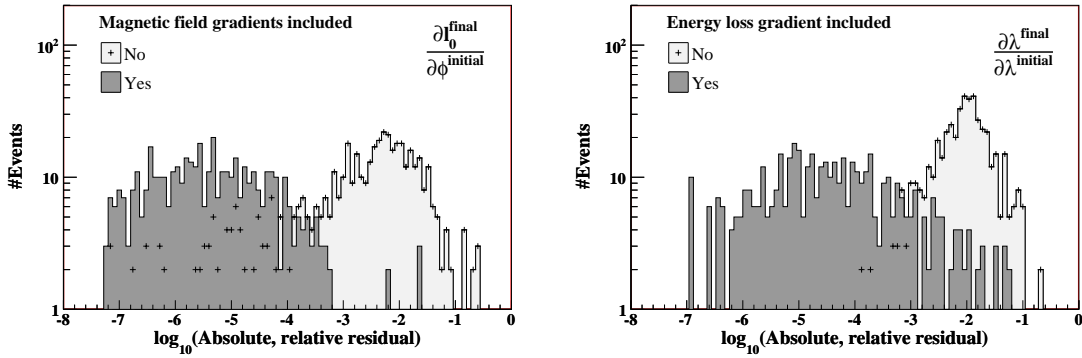 Magnetic field gradients included
No
Yes
∂l₀^final
∂φ^initial
10²
10
1
#Events
-8 -7 -6 -5 -4 -3 -2 -1 0
log₁₀(Absolute, relative residual)
Energy loss gradient included
No
Yes
∂λ^final
∂λ^initial
10²
10
1
#Events
-8 -7 -6 -5 -4 -3 -2 -1 0
log₁₀(Absolute, relative residual)